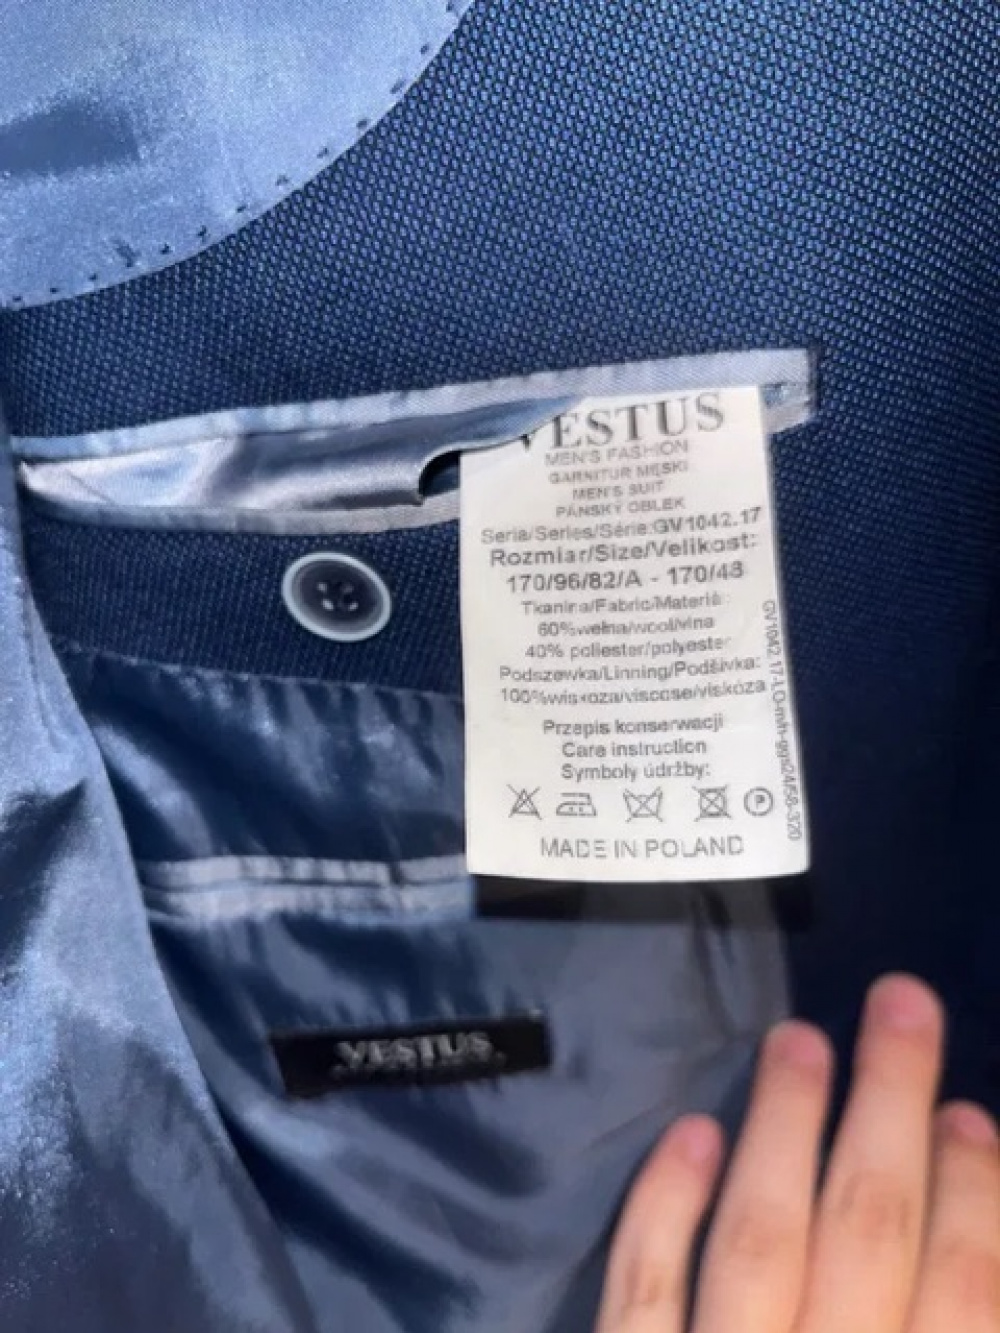 VESTUS
MEN'S FASHION
GARNITUR MĘSKI
MEN'S SUIT
PÁNSKÝ OBLEK
Seria/Series/Série:GV1042.17
Rozmiar/Size/Velikost:
170/96/82/A - 170/48
Tkanina/Fabric/Materiál:
60%wełna/wool/vlna
40% poliester/polyester
Podszewka/Linning/Podšívka:
100%wiskoza/viscose/viskóza
Przepis konserwacji
Care instruction
Symboly údržby:
P
MADE IN POLAND
VESTUS